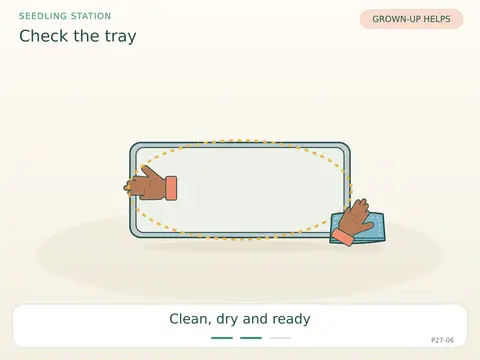 SEEDLING STATION
GROWN-UP HELPS
Check the tray
Clean, dry and ready
P27-06